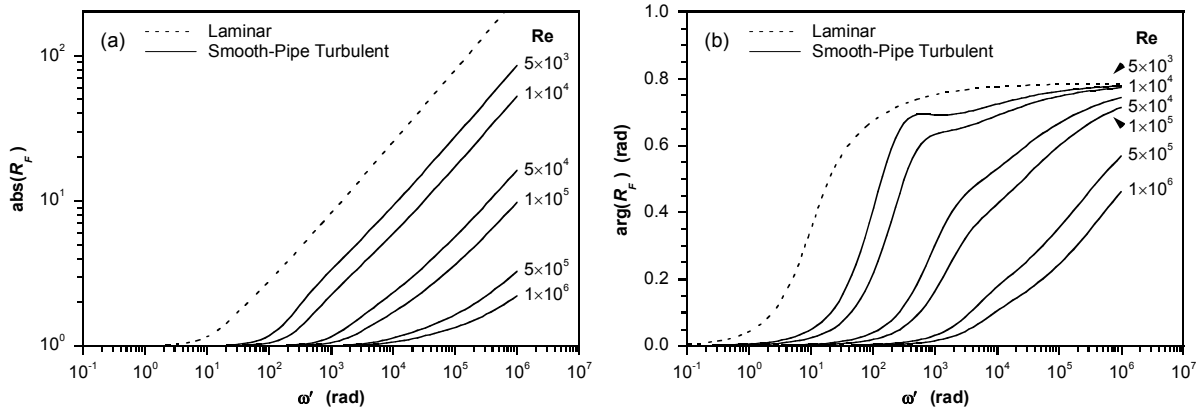 (a)
Laminar
Smooth-Pipe Turbulent
Re
5×10³
1×10⁴
5×10⁴
1×10⁵
5×10⁵
1×10⁶
abs(R_F)
10²
10¹
10⁰
10⁻¹ 10⁰ 10¹ 10² 10³ 10⁴ 10⁵ 10⁶ 10⁷
ω′ (rad)
(b)
Laminar
Smooth-Pipe Turbulent
Re
5×10³
1×10⁴
5×10⁴
1×10⁵
5×10⁵
1×10⁶
arg(R_F) (rad)
1.0
0.8
0.6
0.4
0.2
0.0
10⁻¹ 10⁰ 10¹ 10² 10³ 10⁴ 10⁵ 10⁶ 10⁷
ω′ (rad)